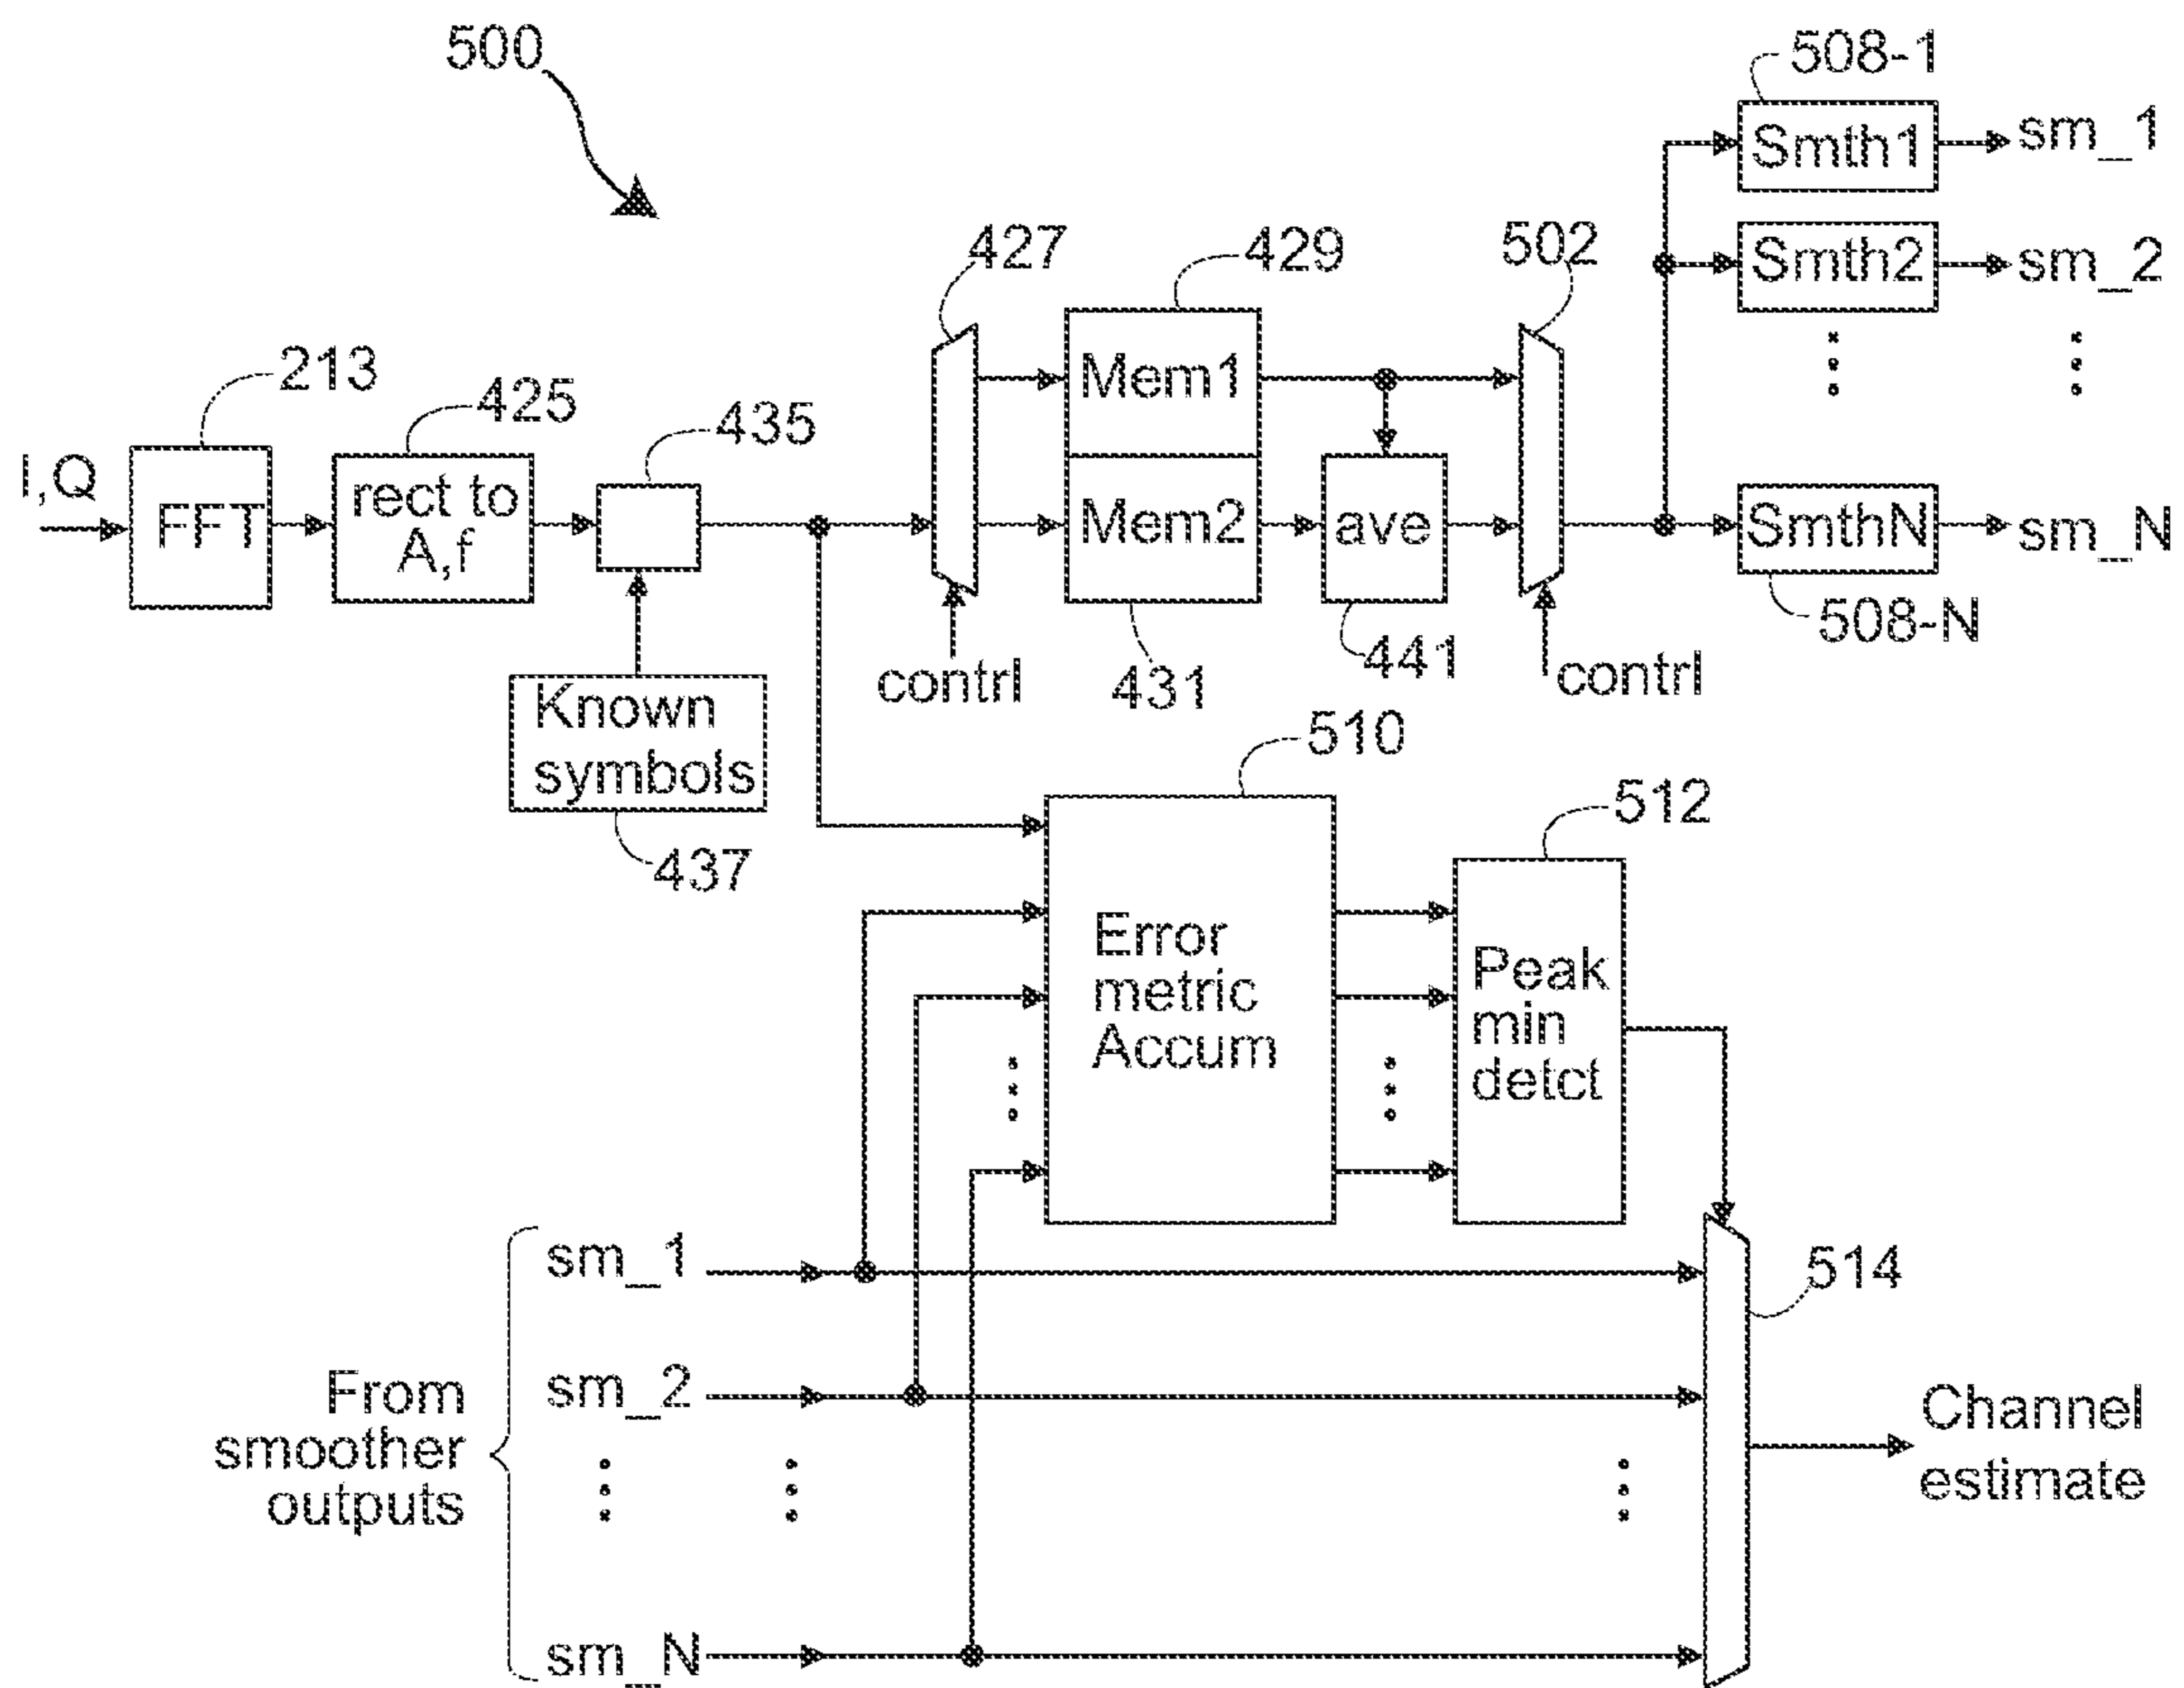 500
508-1
Smth1
sm_1
427
429
502
Smth2
sm_2
213
425
435
Mem1
I,Q
FFT
rect to
A,f
Mem2
ave
SmthN
sm_N
508-N
contrl
431
441
contrl
Known
symbols
437
510
512
Error
metric
Accum
Peak
min
detct
sm_1
514
From
smoother
outputs
sm_2
Channel
estimate
sm_N